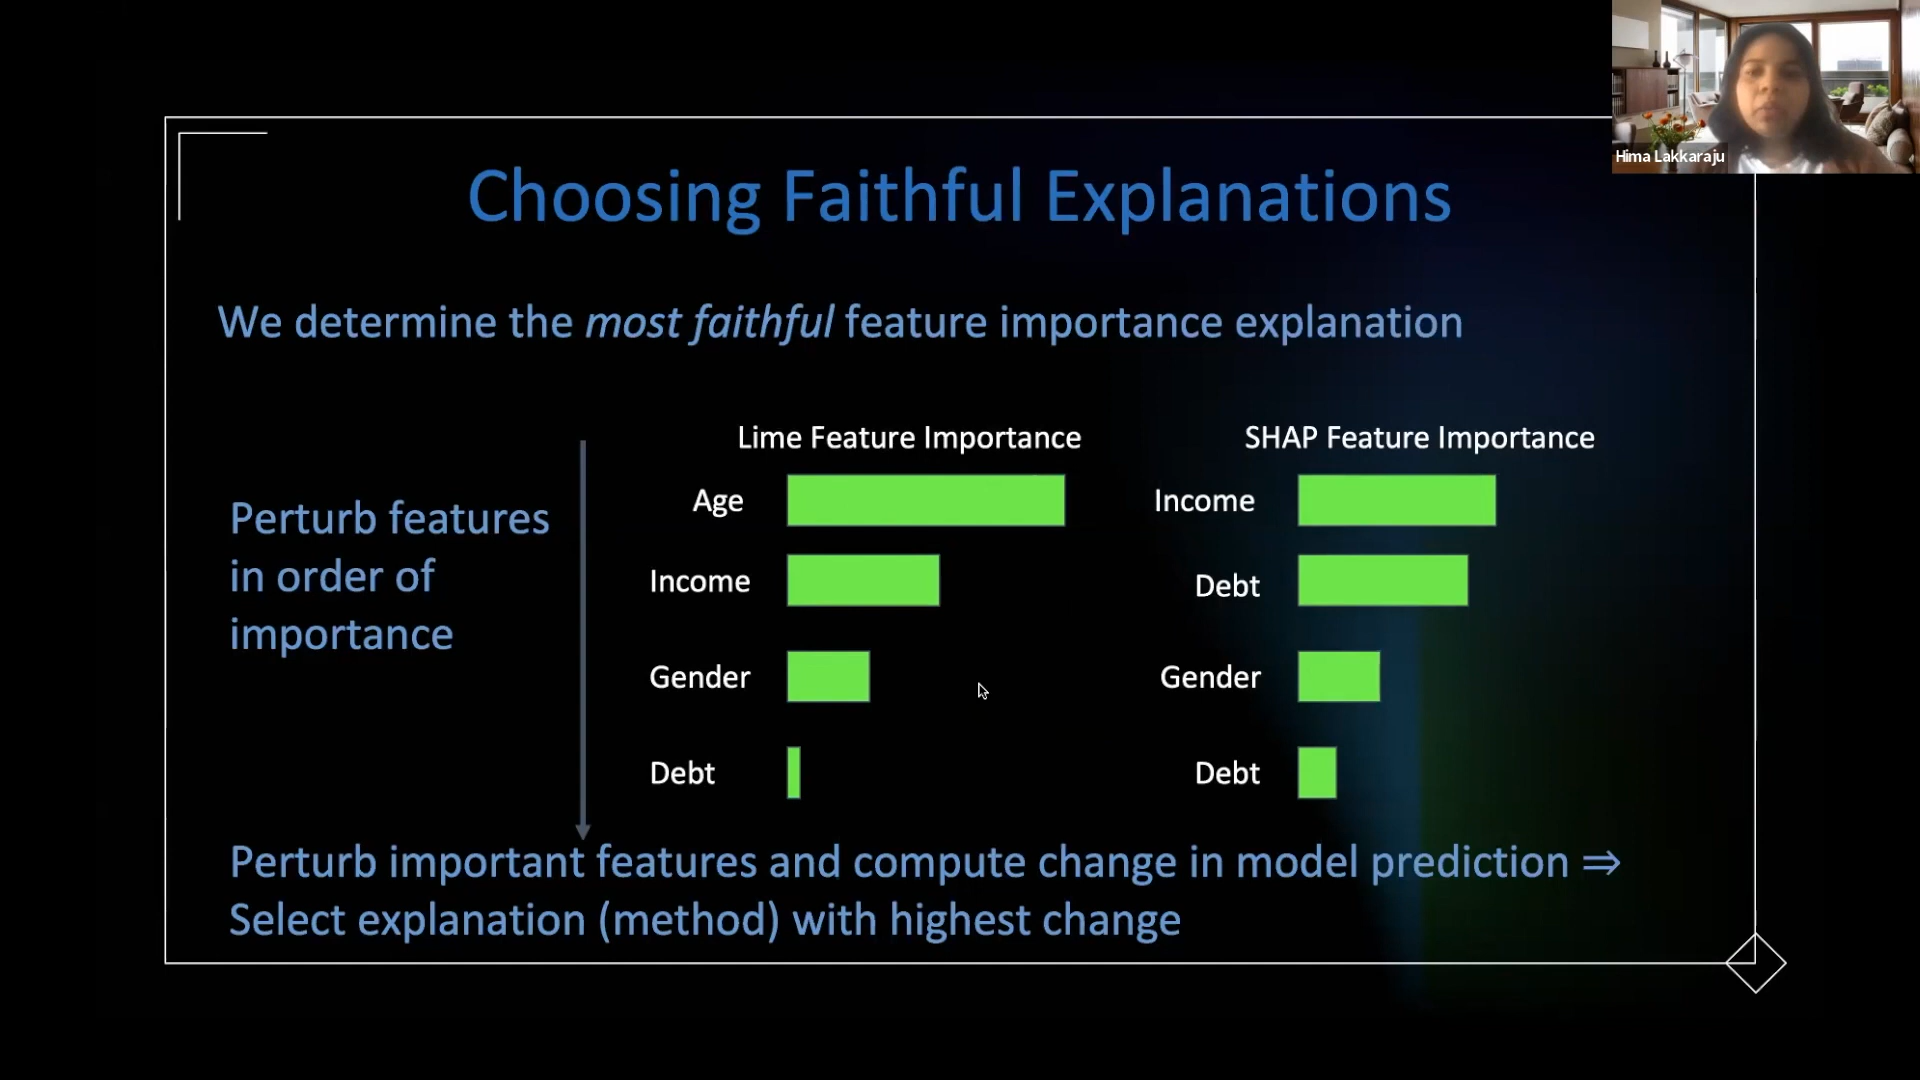 Hima Lakkaraju
Choosing Faithful Explanations
We determine the most faithful feature importance explanation
Lime Feature Importance
SHAP Feature Importance
Perturb features
in order of
importance
Age
Income
Gender
Debt
Income
Debt
Gender
Debt
Perturb important features and compute change in model prediction ⇒
Select explanation (method) with highest change